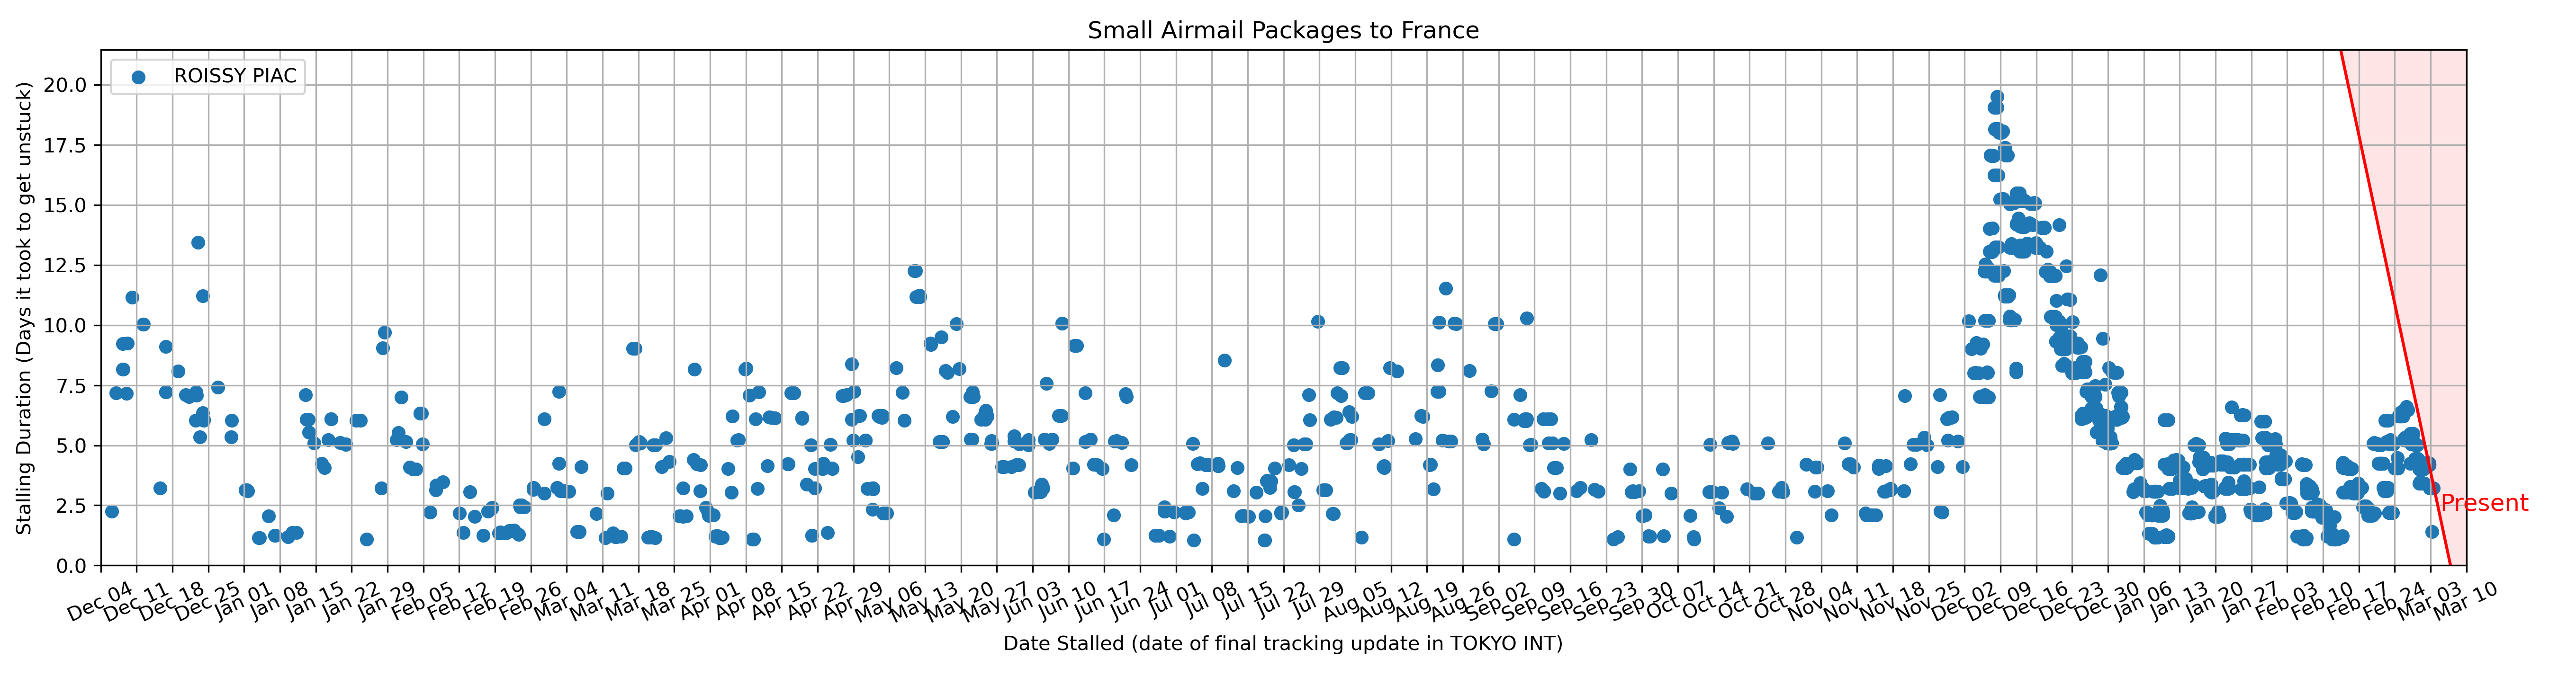 Small Airmail Packages to France
ROISSY PIAC
Stalling Duration (Days it took to get unstuck)
20.0
17.5
15.0
12.5
10.0
7.5
5.0
2.5
0.0
Present
Dec 04 Dec 11 Dec 18 Dec 25 Jan 01 Jan 08 Jan 15 Jan 22 Jan 29 Feb 05 Feb 12 Feb 19 Feb 26 Mar 04 Mar 11 Mar 18 Mar 25 Apr 01 Apr 08 Apr 15 Apr 22 Apr 29 May 06 May 13 May 20 May 27 Jun 03 Jun 10 Jun 17 Jun 24 Jul 01 Jul 08 Jul 15 Jul 22 Jul 29 Aug 05 Aug 12 Aug 19 Aug 26 Sep 02 Sep 09 Sep 16 Sep 23 Sep 30 Oct 07 Oct 14 Oct 21 Oct 28 Nov 04 Nov 11 Nov 18 Nov 25 Dec 02 Dec 09 Dec 16 Dec 23 Dec 30 Jan 06 Jan 13 Jan 20 Jan 27 Feb 03 Feb 10 Feb 17 Feb 24 Mar 03 Mar 10
Date Stalled (date of final tracking update in TOKYO INT)